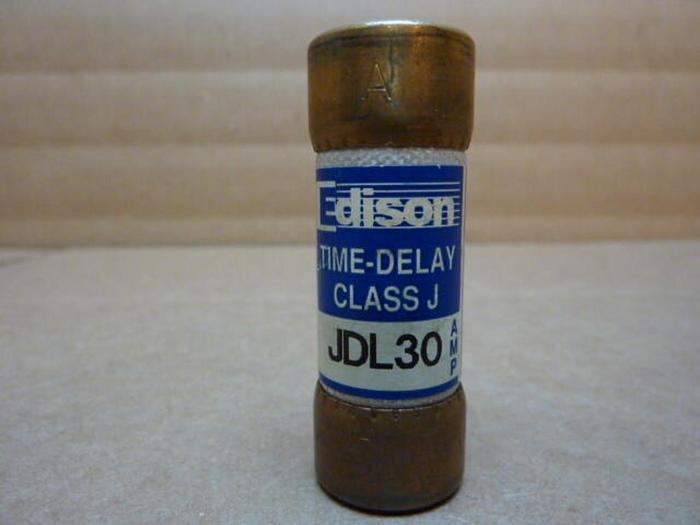 A
Edison
TIME-DELAY
CLASS J
JDL30
AMP